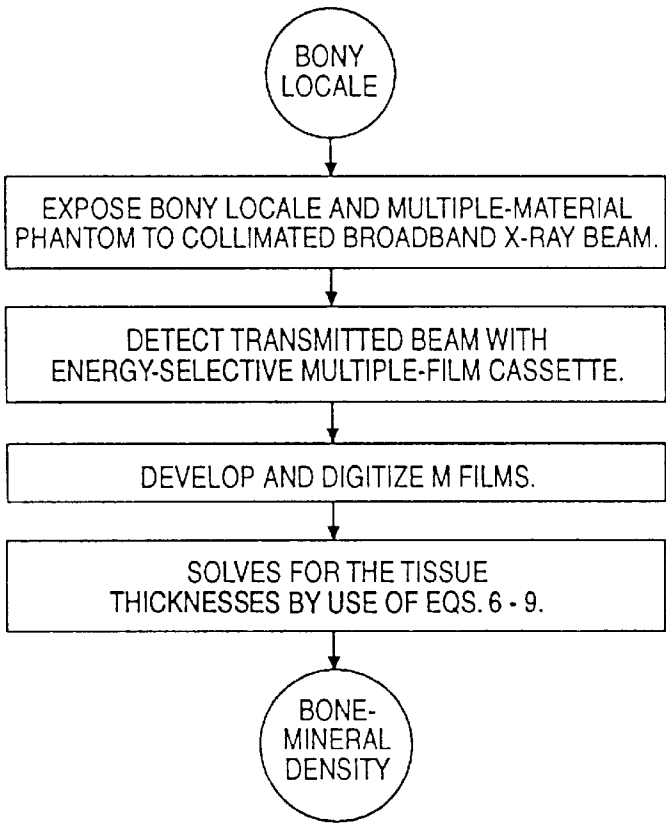 BONY
LOCALE
EXPOSE BONY LOCALE AND MULTIPLE-MATERIAL
PHANTOM TO COLLIMATED BROADBAND X-RAY BEAM.
DETECT TRANSMITTED BEAM WITH
ENERGY-SELECTIVE MULTIPLE-FILM CASSETTE.
DEVELOP AND DIGITIZE M FILMS.
SOLVES FOR THE TISSUE
THICKNESSES BY USE OF EQS. 6 - 9.
BONE-
MINERAL
DENSITY